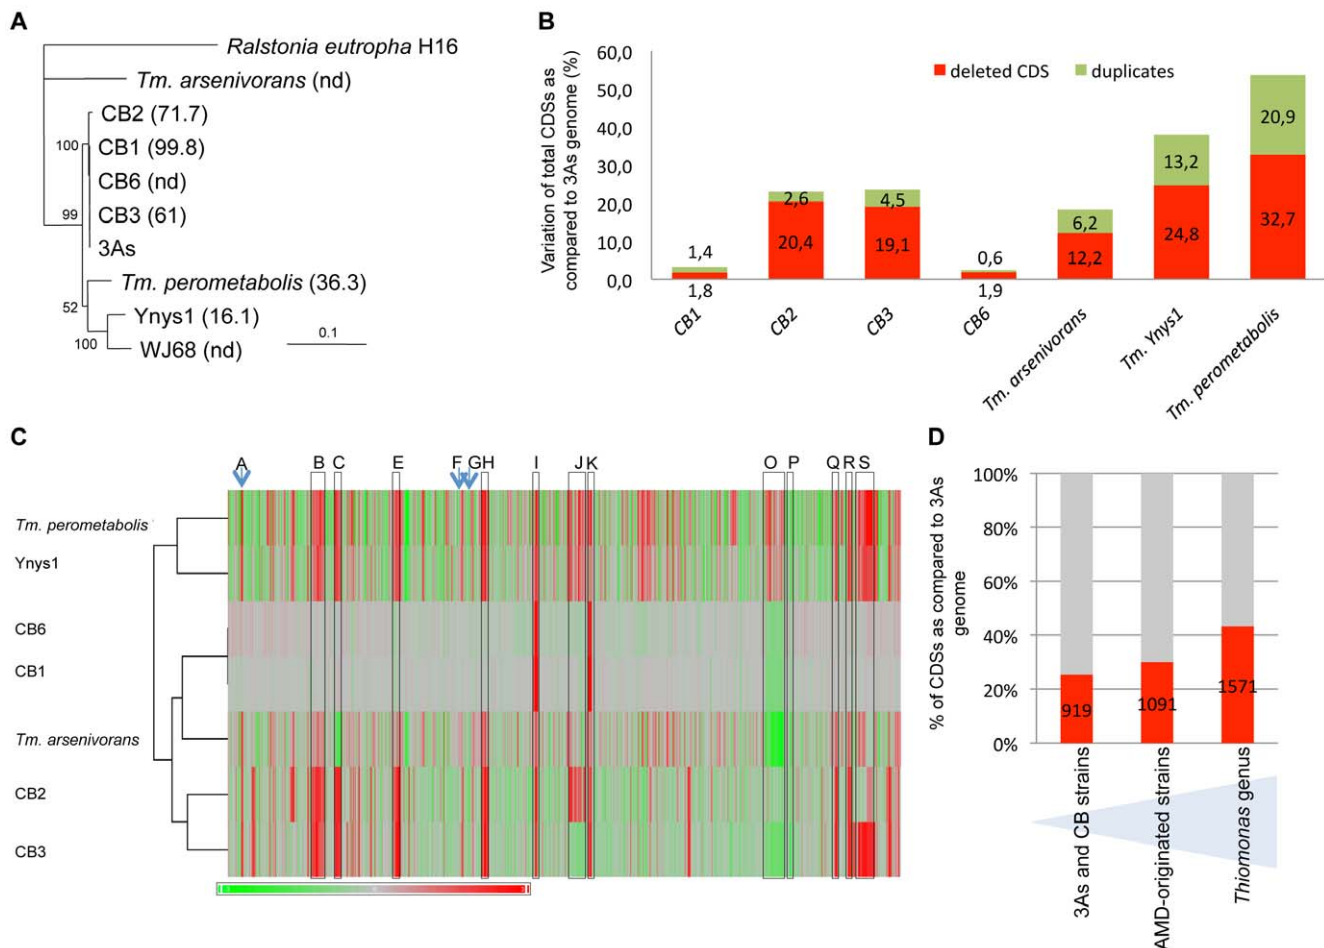 A
Ralstonia eutropha H16
Tm. arsenivorans (nd)
CB2 (71.7)
100
CB1 (99.8)
CB6 (nd)
CB3 (61)
99
3As
Tm. perometabolis (36.3)
52
Ynys1 (16.1)
0.1
100
WJ68 (nd)
B
Variation of total CDSs as
compared to 3As genome (%)
60,0
50,0
40,0
30,0
20,0
10,0
0,0
deleted CDS
duplicates
1,4
1,8
2,6
20,4
4,5
19,1
0,6
1,9
6,2
12,2
13,2
24,8
20,9
32,7
CB1
CB2
CB3
CB6
Tm. arsenivorans
Tm. Ynys1
Tm. perometabolis
C
A B C E F G H I J K O P Q R S
Tm. perometabolis
Ynys1
CB6
CB1
Tm. arsenivorans
CB2
CB3
D
% of CDSs as compared to 3As
genome
100%
80%
60%
40%
20%
0%
919
1091
1571
3As and CB strains
AMD-originated strains
Thiomonas genus